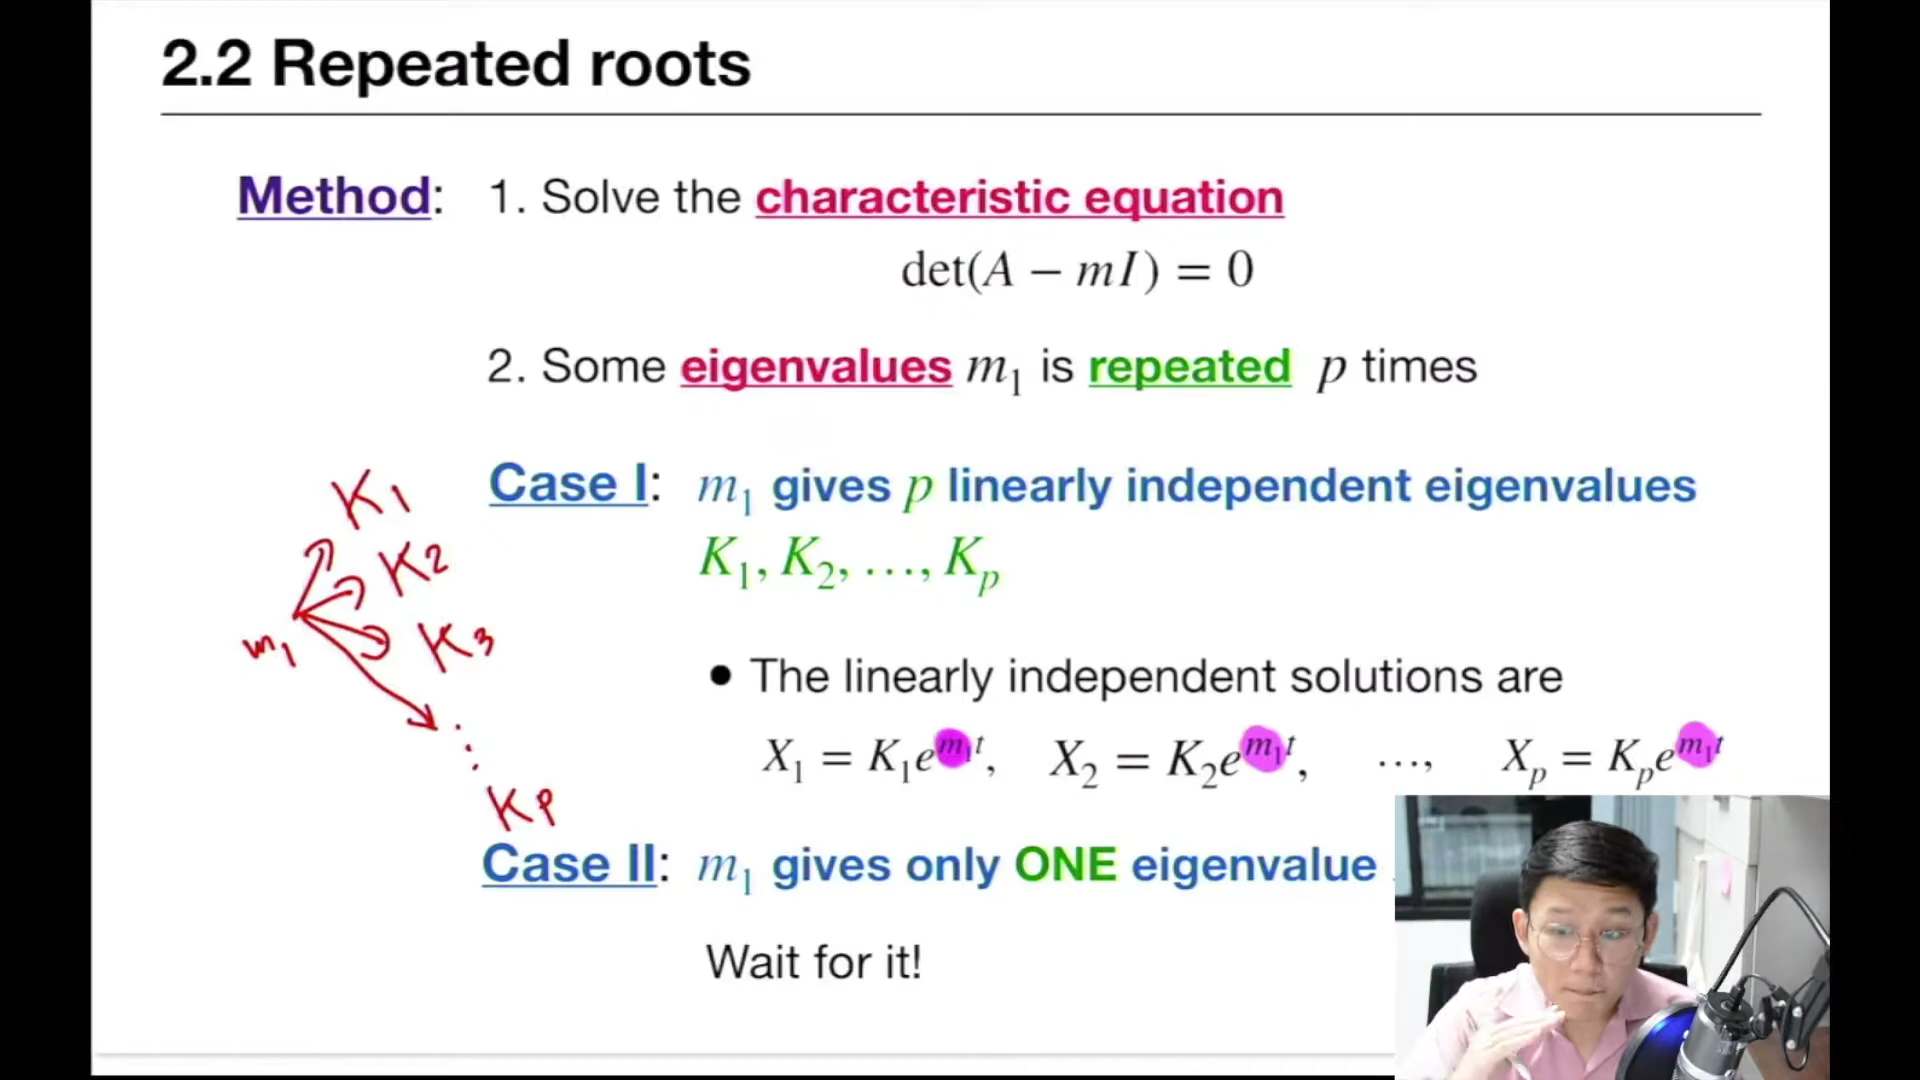 2.2 Repeated roots
Method: 1. Solve the characteristic equation
det(A − mI) = 0
2. Some eigenvalues m₁ is repeated p times
Case I: m₁ gives p linearly independent eigenvalues
K₁, K₂, …, Kₚ
K1
K2
K3
m1
⋮
Kp
• The linearly independent solutions are
X₁ = K₁e^{m₁t}, X₂ = K₂e^{m₁t}, …, Xₚ = Kₚe^{m₁t}
Case II: m₁ gives only ONE eigenvalue
Wait for it!